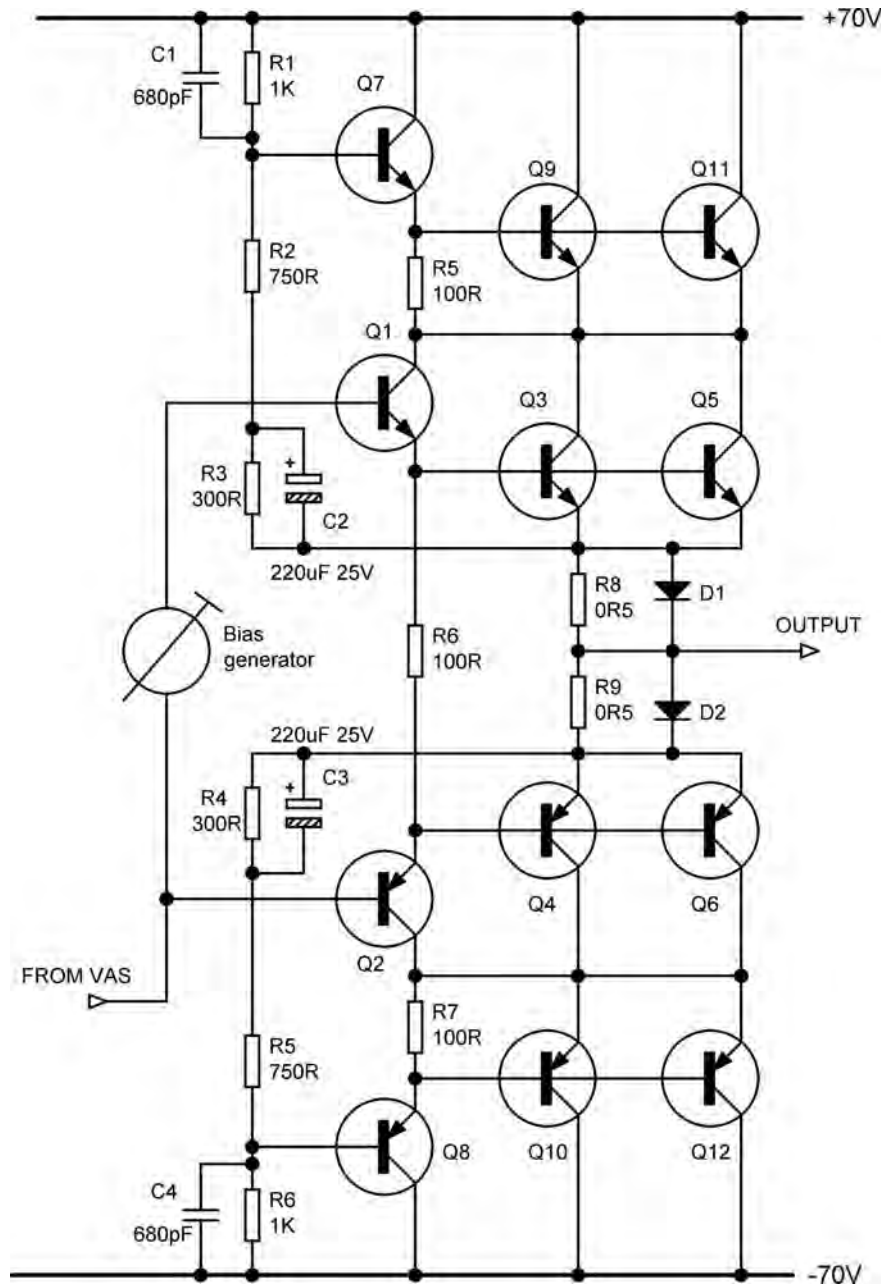 +70V
C1
680pF
R1
1K
Q7
Q9
Q11
R2
750R
R5
100R
Q1
Q3
Q5
R3
300R
+
C2
220uF 25V
R8
0R5
D1
OUTPUT
Bias
generator
R6
100R
R9
0R5
D2
220uF 25V
C3
+
R4
300R
Q4
Q6
Q2
FROM VAS
R7
100R
R5
750R
Q8
Q10
Q12
C4
680pF
R6
1K
-70V